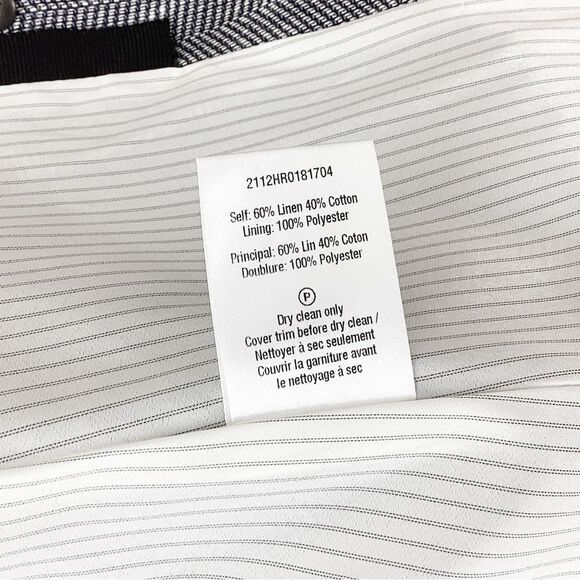 2112HR0181704
Self: 60% Linen 40% Cotton
Lining: 100% Polyester
Principal: 60% Lin 40% Coton
Doublure: 100% Polyester
P
Dry clean only
Cover trim before dry clean /
Nettoyer à sec seulement
Couvrir la garniture avant
le nettoyage à sec